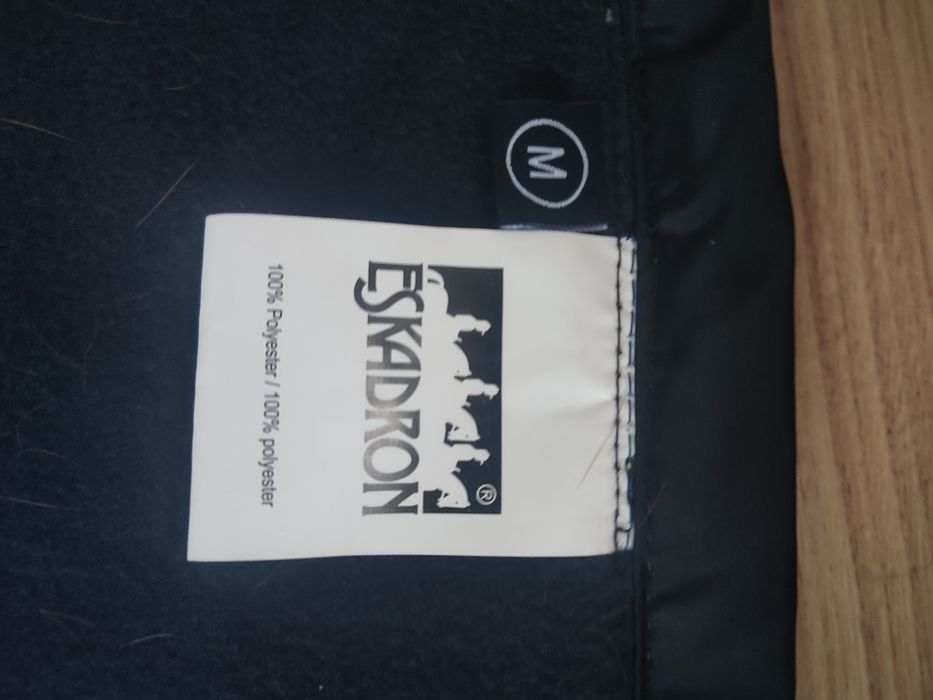 M
®
ESKADRON
100% Polyester / 100% polyester